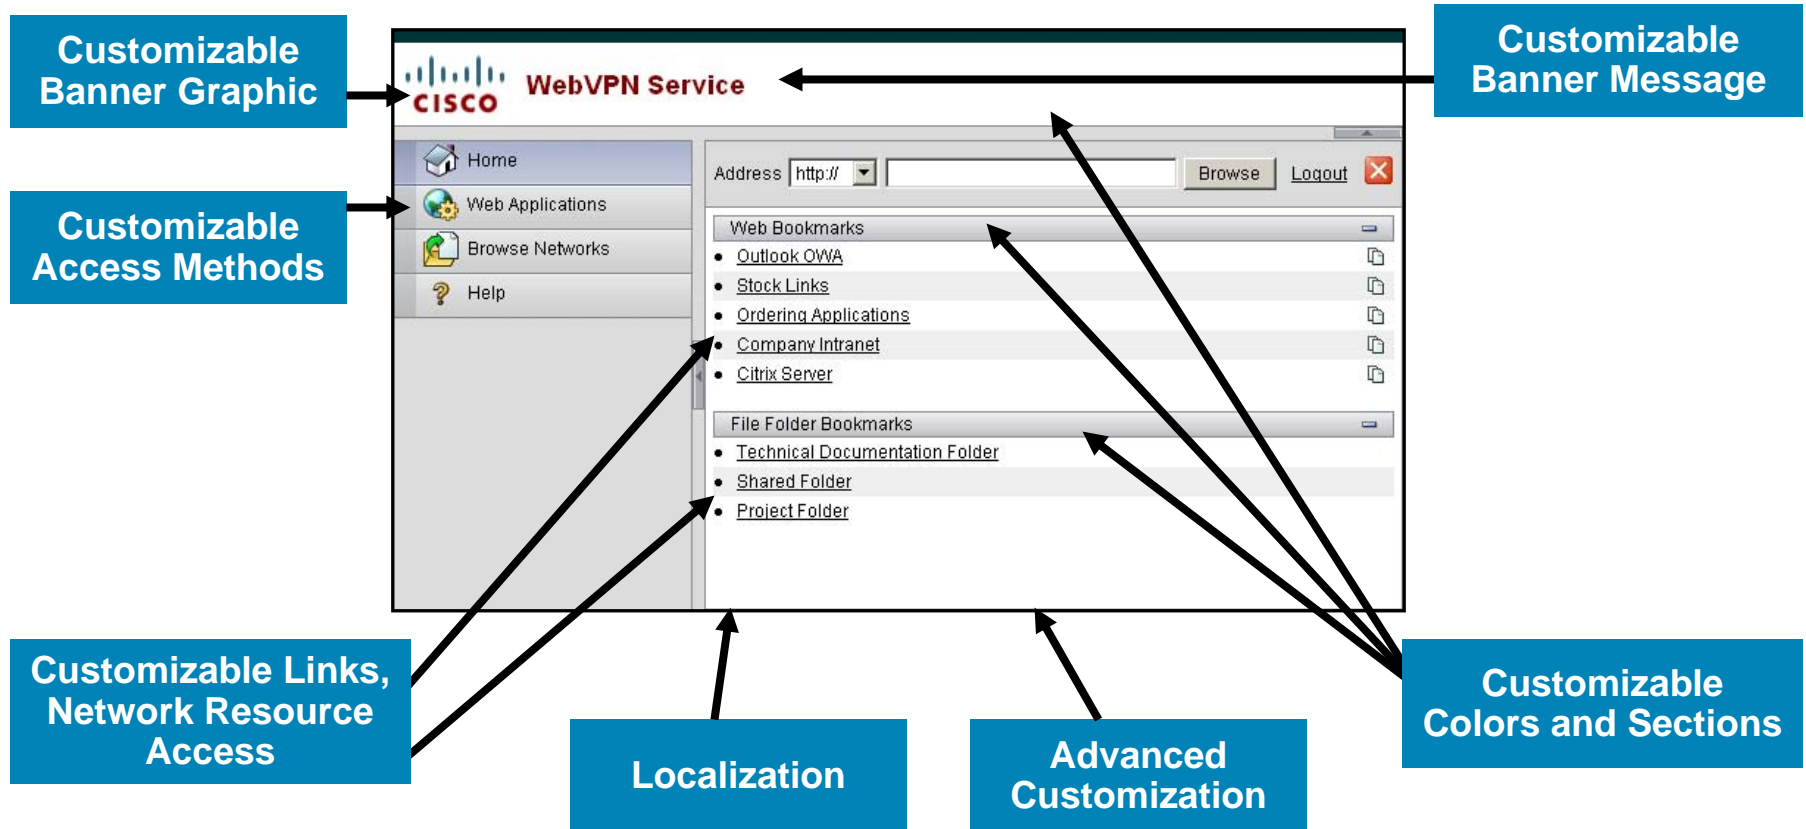 Customizable
Banner Graphic
Customizable
Banner Message
CISCO
WebVPN Service
Customizable
Access Methods
Home
Web Applications
Browse Networks
Help
Address http:// Browse Logout
Web Bookmarks
Outlook OWA
Stock Links
Ordering Applications
Company Intranet
Citrix Server
File Folder Bookmarks
Technical Documentation Folder
Shared Folder
Project Folder
Customizable Links,
Network Resource
Access
Localization
Advanced
Customization
Customizable
Colors and Sections